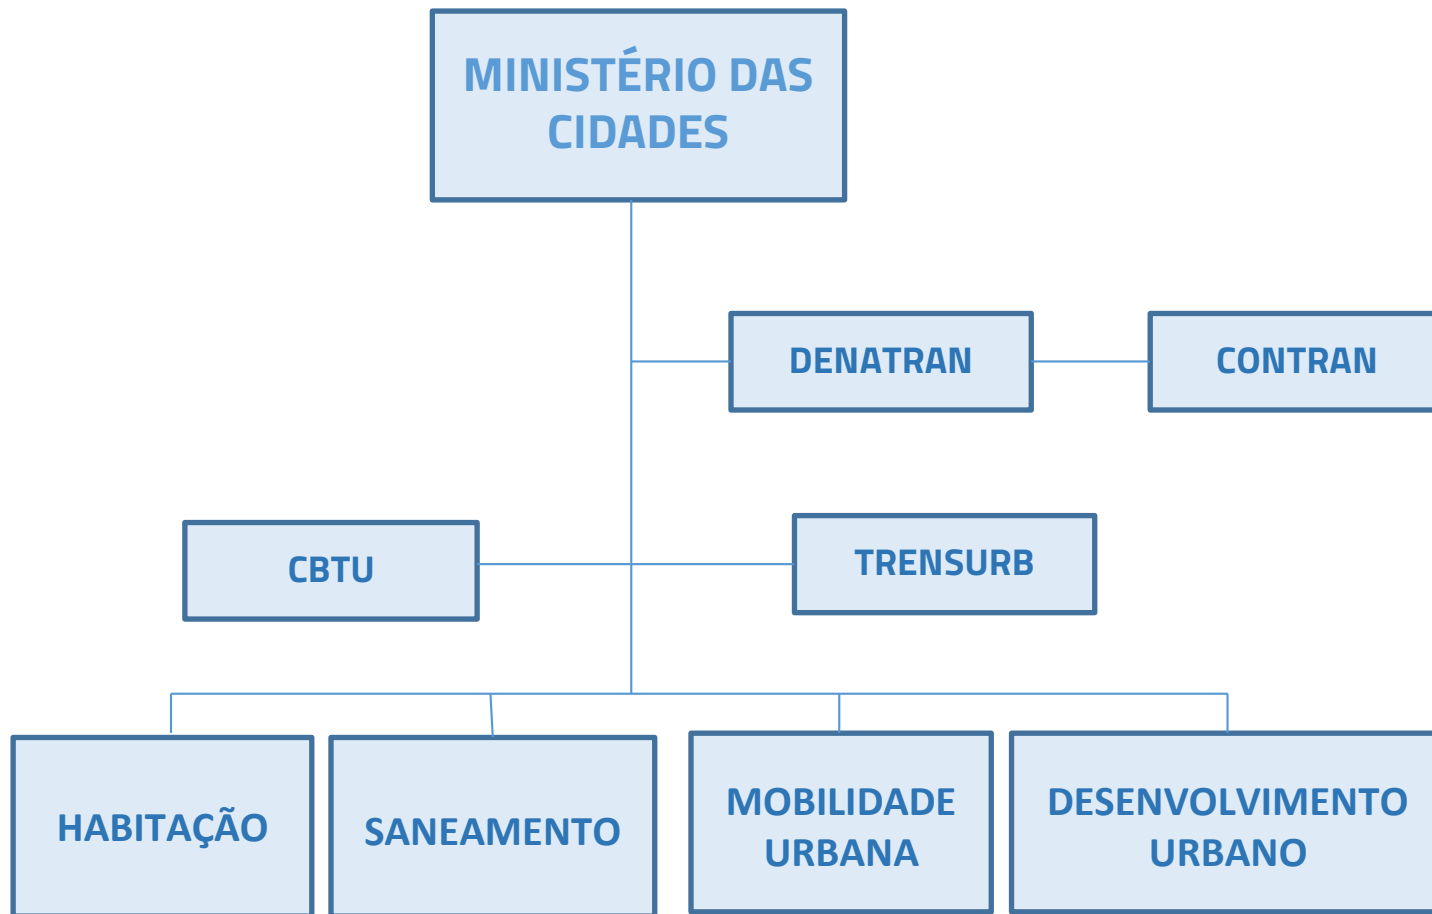 MINISTÉRIO DAS
CIDADES
DENATRAN
CONTRAN
CBTU
TRENSURB
HABITAÇÃO
SANEAMENTO
MOBILIDADE
URBANA
DESENVOLVIMENTO
URBANO